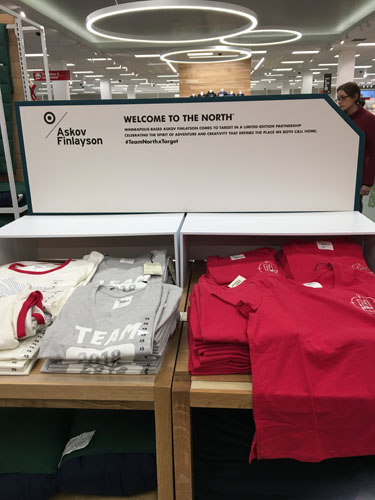 Askov
Finlayson
WELCOME TO THE NORTH
MINNEAPOLIS-BASED ASKOV FINLAYSON COMES TO TARGET IN A LIMITED-EDITION PARTNERSHIP
CELEBRATING THE SPIRIT OF ADVENTURE AND CREATIVITY THAT DEFINES THE PLACE WE BOTH CALL HOME.
#TeamNorthxTarget
TEAM
2018